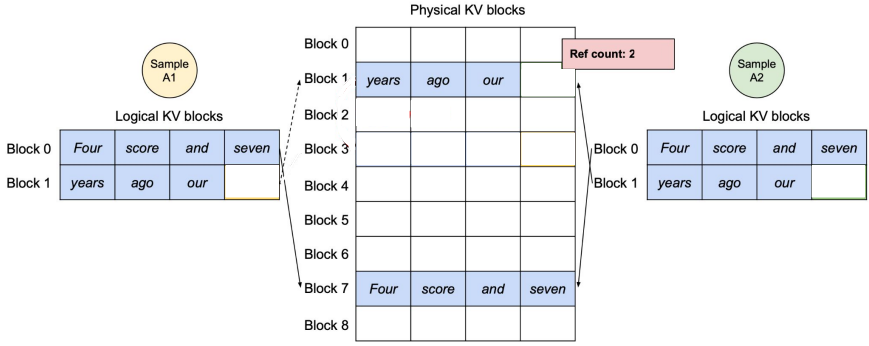 Physical KV blocks
Block 0
Ref count: 2
Sample
A1
Sample
A2
Block 1 years ago our
Logical KV blocks
Logical KV blocks
Block 2
Block 0 Four score and seven
Block 3
Block 0 Four score and seven
Block 1 years ago our
Block 4
Block 1 years ago our
Block 5
Block 6
Block 7 Four score and seven
Block 8